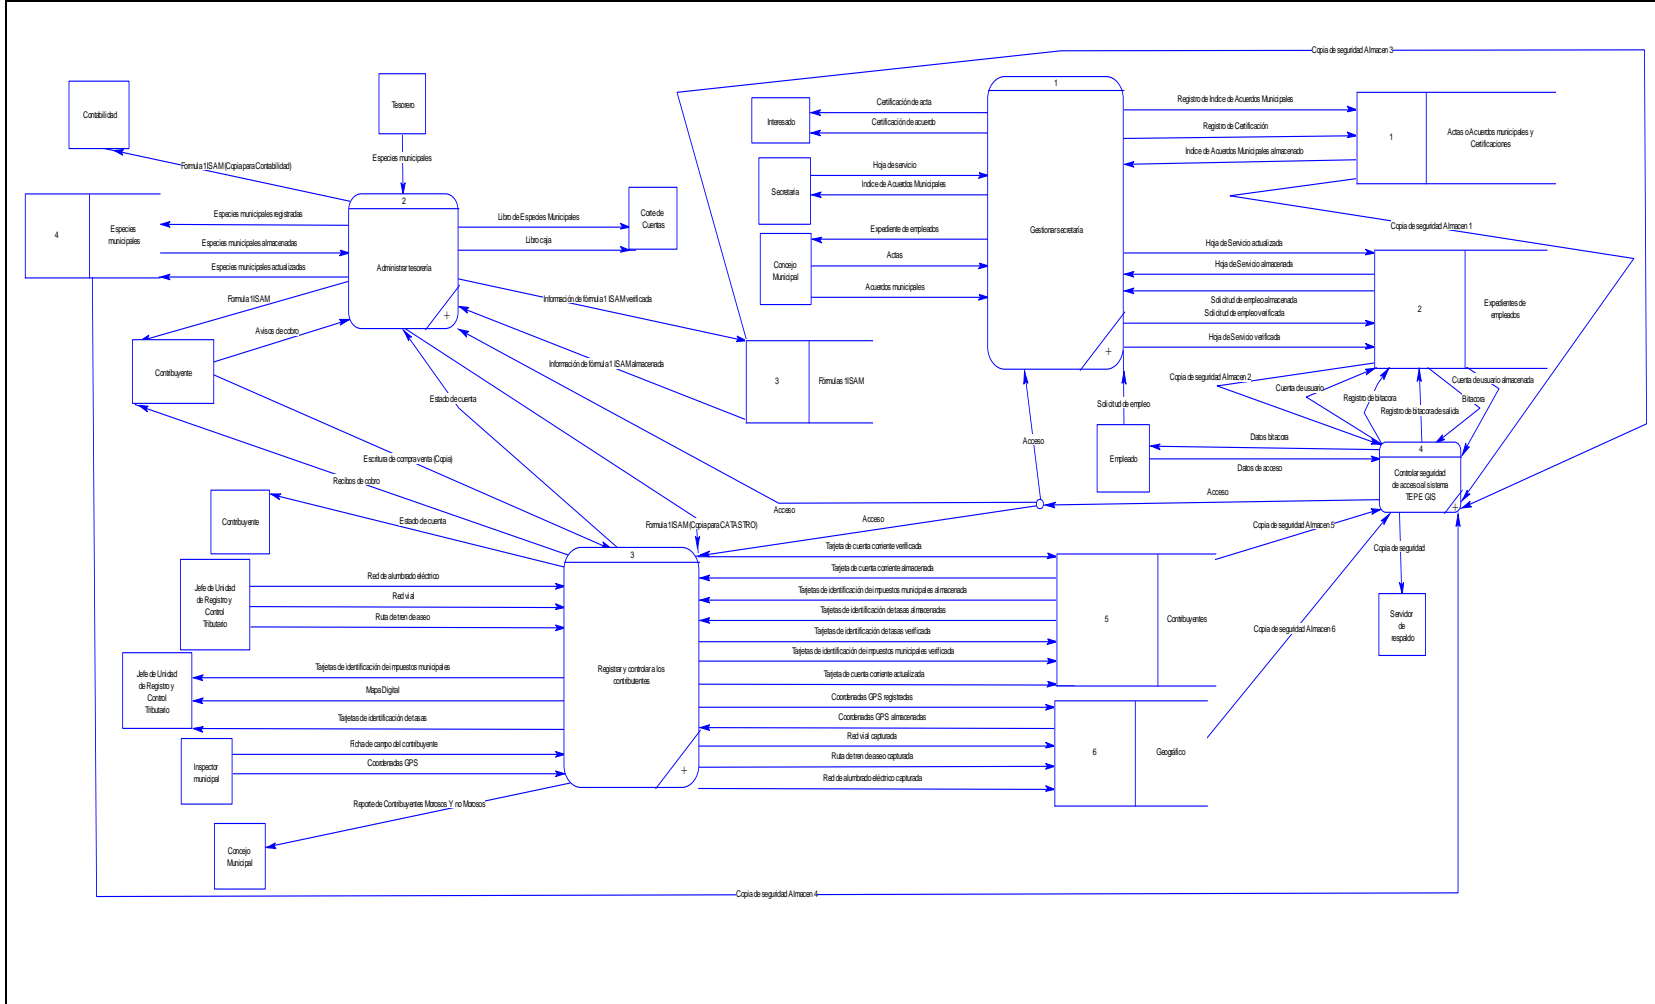 Copia de seguridad Almacen 3
Contabilidad
Tesorero
Especies municipales
Formula 1 ISAM (Copia para Contabilidad)
4
Especies
municipales
Especies municipales registradas
Especies municipales almacenadas
Especies municipales actualizadas
2
Administrar tesorería
+
Libro de Especies Municipales
Libro caja
Corte de
Cuentas
Formula 1ISAM
Avisos de cobro
Contribuyente
Información de fórmula 1 ISAM verificada
Información de fórmula 1 ISAM almacenada
3
Fórmulas 1ISAM
Estado de cuenta
Escritura de compra venta (Copia)
Recibos de cobro
Formula 1ISAM (Copia para CATASTRO)
Interesado
Certificación de acta
Certificación de acuerdo
Secretaria
Hoja de servicio
Indice de Acuerdos Municipales
Concejo
Municipal
Expediente de empleados
Actas
Acuerdos municipales
1
Gestionar secretaría
+
Registro de Indice de Acuerdos Municipales
Registro de Certificación
Indice de Acuerdos Municipales almacenado
1
Actas o Acuerdos municipales y
Certificaciones
Copia de seguridad Almacen 1
Hoja de Servicio actualizada
Hoja de Servicio almacenada
Solicitud de empleo almacenada
Solicitud de empleo verificada
Hoja de Servicio verificada
2
Expedientes de
empleados
Copia de seguridad Almacen 2
Cuenta de usuario
Registro de bitacora
Registro de bitacora de salida
Bitacora
Cuenta de usuario almacenada
Solicitud de empleo
Empleado
Datos bitacora
Datos de acceso
4
Controlar seguridad
de acceso al sistema
TEPE GIS
+
Acceso
Acceso
Acceso
Acceso
Copia de seguridad Almacen 5
Copia de seguridad
Servidor
de
respaldo
Copia de seguridad Almacen 6
Contribuyente
Estado de cuenta
Jefe de Unidad
de Registro y
Control
Tributario
Red de alumbrado eléctrico
Red vial
Ruta de tren de aseo
Jefe de Unidad
de Registro y
Control
Tributario
Tarjetas de identificación de impuestos municipales
Mapa Digital
Tarjetas de identificación de tasas
Inspector
municipal
Ficha de campo del contribuyente
Coordenadas GPS
Reporte de Contribuyentes Morosos Y no Morosos
Concejo
Municipal
3
Registrar y controlar a los
contribuentes
+
Tarjeta de cuenta corriente verificada
Tarjeta de cuenta corriente almacenada
Tarjetas de identificación de impuestos municipales almacenada
Tarjetas de identificación de tasas almacenadas
Tarjetas de identificación de tasas verificada
Tarjetas de identificación de impuestos municipales verificada
Tarjeta de cuenta corriente actualizada
5
Contribuyentes
Coordenadas GPS registradas
Coordenadas GPS almacenadas
Red vial capturada
Ruta de tren de aseo capturada
Red de alumbrado eléctrico capturada
6
Geográfico
Copia de seguridad Almacen 4